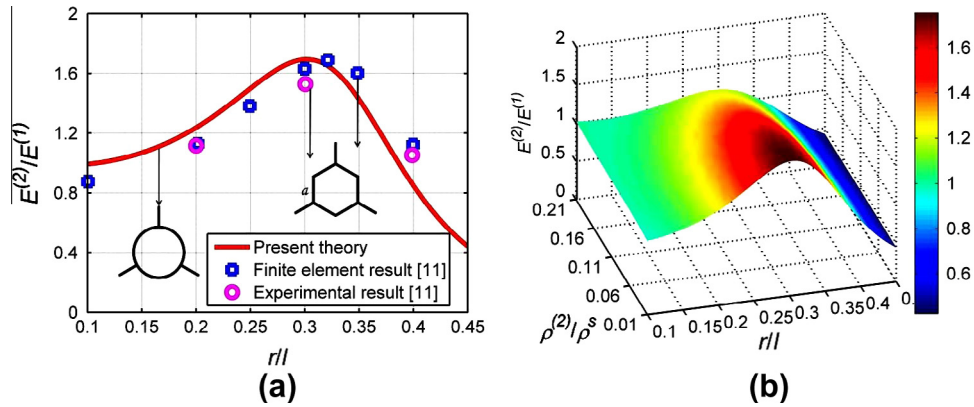 2
1.6
1.2
0.8
0.4
0
E(2)/E(1)
a
Present theory
Finite element result [11]
Experimental result [11]
0.1 0.15 0.2 0.25 0.3 0.35 0.4 0.45
r/l
(a)
2
1.5
1
0.5
0
E(2)/E(1)
0.21
0.16
0.11
0.06
0.01
ρ(2)/ρs
0.1 0.15 0.2 0.25 0.3 0.35 0.4 0.
r/l
(b)
1.6
1.4
1.2
1
0.8
0.6